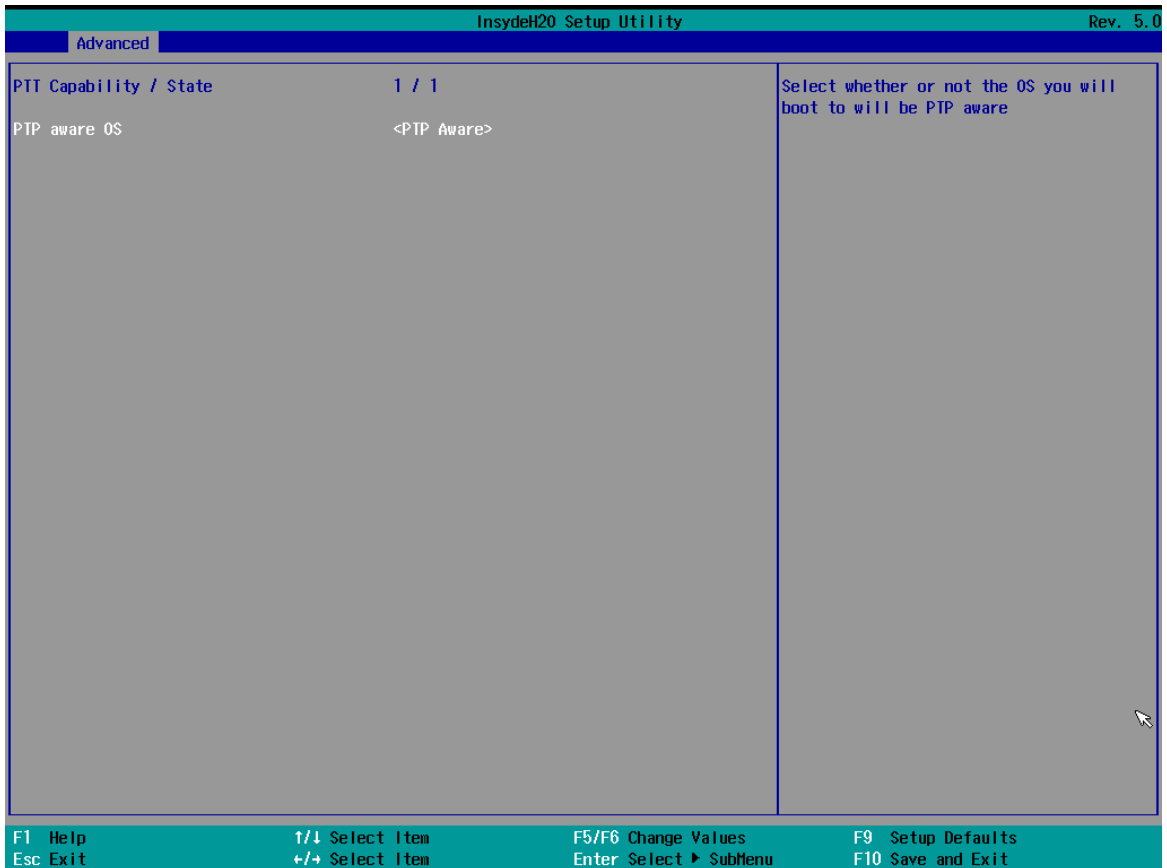 InsydeH20 Setup Utility Rev. 5.0
Advanced
PTT Capability / State 1 / 1
PTP aware OS <PTP Aware>
Select whether or not the OS you will
boot to will be PTP aware
F1 Help ↑/↓ Select Item F5/F6 Change Values F9 Setup Defaults
Esc Exit ←/→ Select Item Enter Select ▶ SubMenu F10 Save and Exit